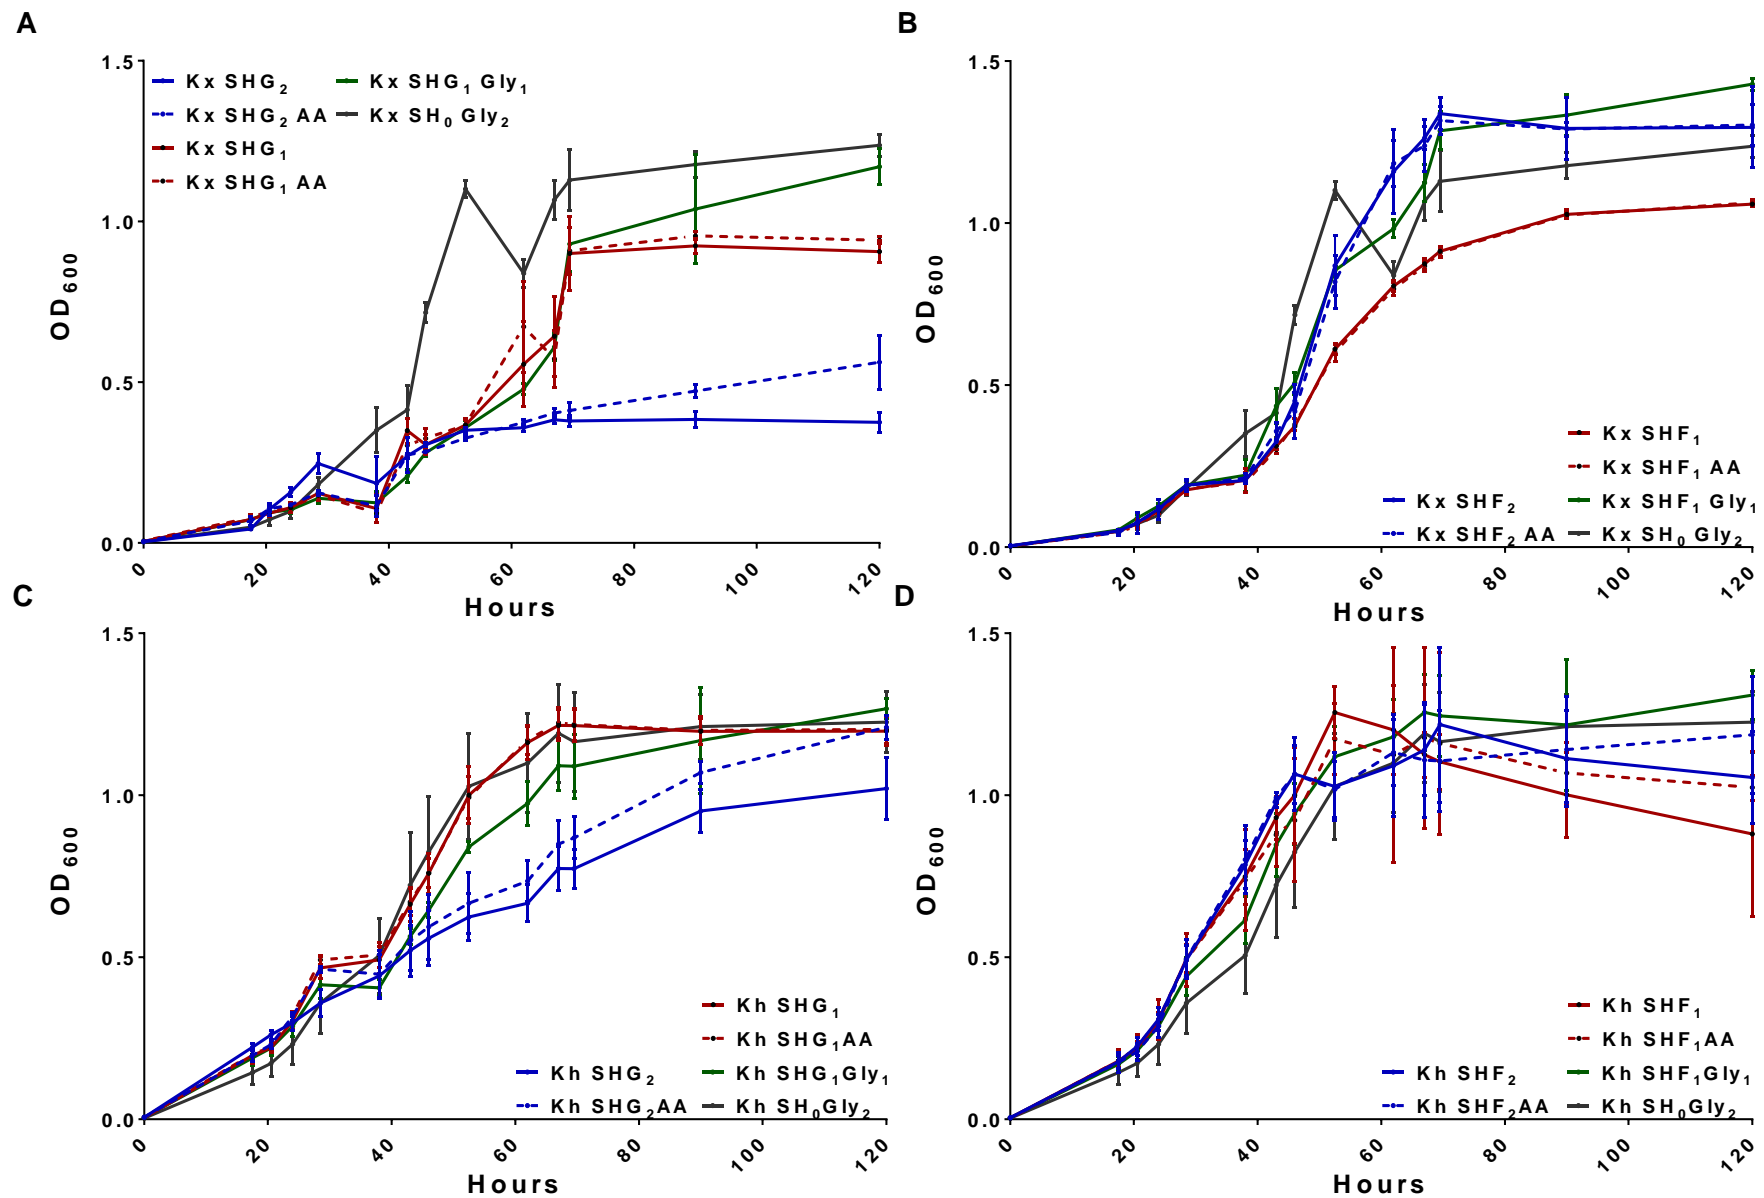 A
1.5
1.0
0.5
0.0
OD600
Kx SHG2
Kx SHG2 AA
Kx SHG1
Kx SHG1 AA
Kx SHG1 Gly1
Kx SH0 Gly2
0 20 40 60 80 100 120
Hours
B
1.5
1.0
0.5
0.0
OD600
Kx SHF1
Kx SHF1 AA
Kx SHF2
Kx SHF1 Gly1
Kx SHF2 AA
Kx SH0 Gly2
0 20 40 60 80 100 120
Hours
C
1.5
1.0
0.5
0.0
OD600
Kh SHG1
Kh SHG1AA
Kh SHG2
Kh SHG1Gly1
Kh SHG2AA
Kh SH0Gly2
0 20 40 60 80 100 120
Hours
D
1.5
1.0
0.5
0.0
OD600
Kh SHF1
Kh SHF1AA
Kh SHF2
Kh SHF1Gly1
Kh SHF2AA
Kh SH0Gly2
0 20 40 60 80 100 120
Hours